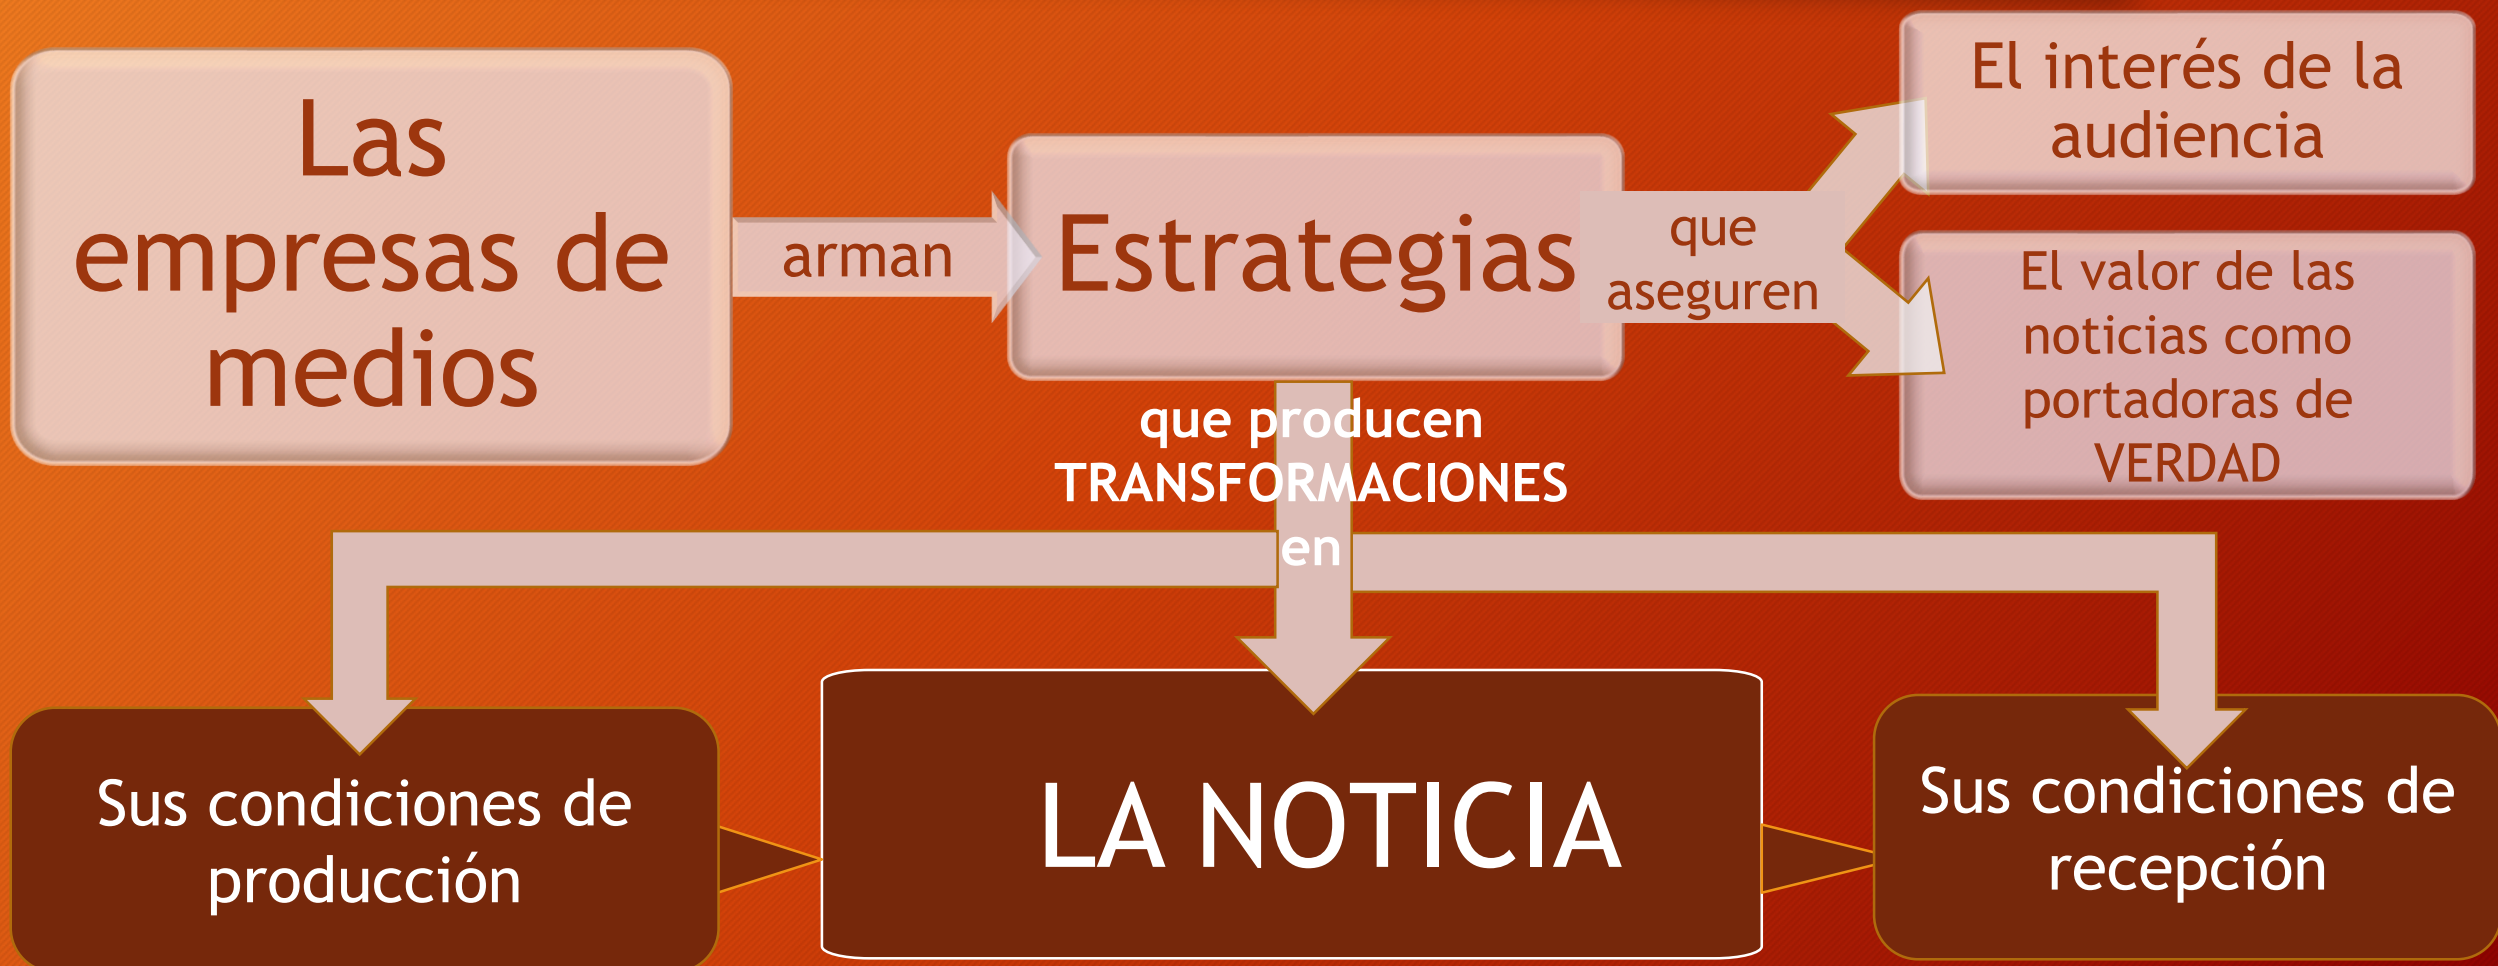 Las
empresas de
medios
arman
Estrategias
que
aseguren
El interés de la
audiencia
El valor de las
noticias como
portadoras de
VERDAD
que producen
TRANSFORMACIONES
en
Sus condiciones de
producción
LA NOTICIA
Sus condiciones de
recepción